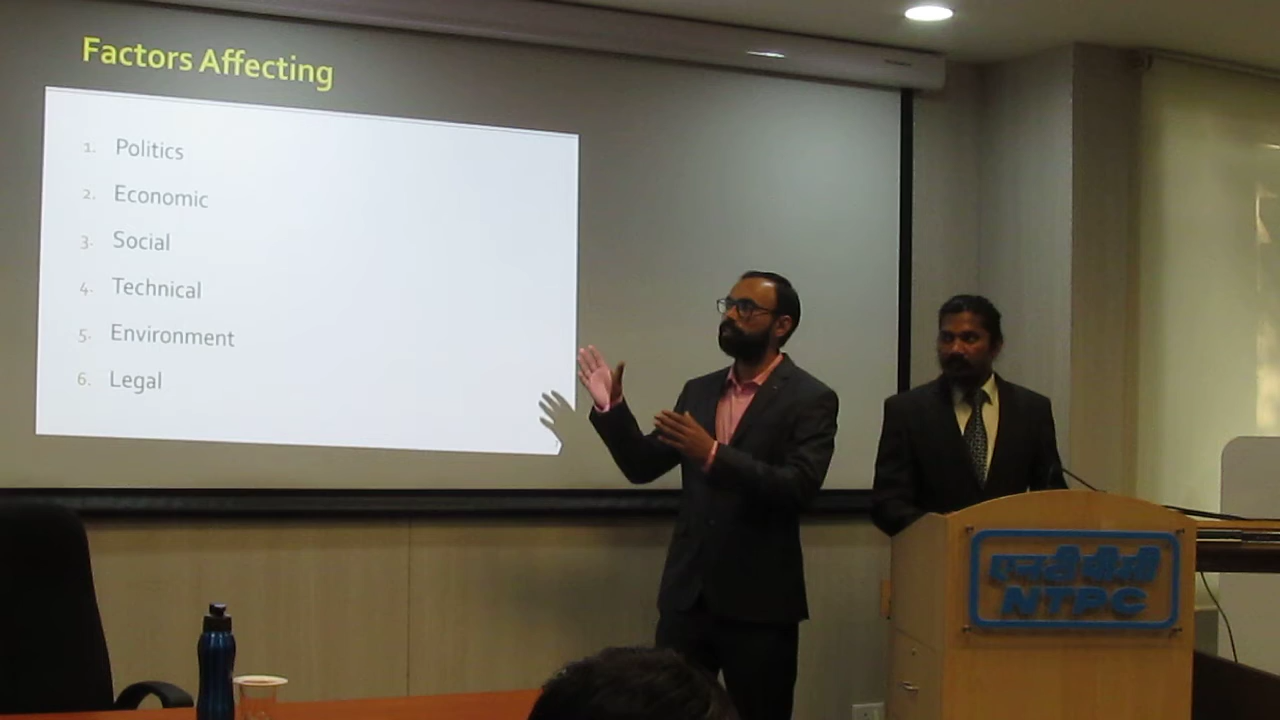 Factors Affecting
1. Politics
2. Economic
3. Social
4. Technical
5. Environment
6. Legal
एनटीपीसी
NTPC